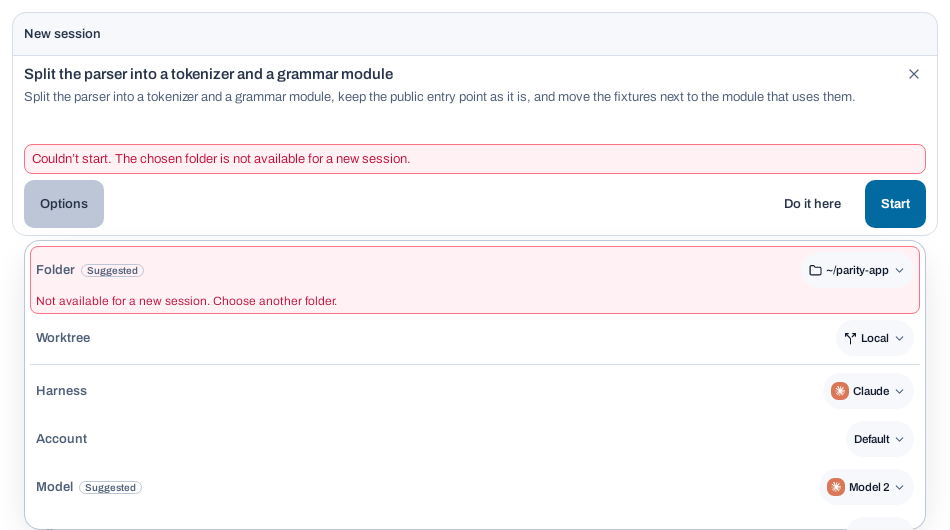 New session
Split the parser into a tokenizer and a grammar module
Split the parser into a tokenizer and a grammar module, keep the public entry point as it is, and move the fixtures next to the module that uses them.
Couldn't start. The chosen folder is not available for a new session.
Options
Do it here
Start
Folder Suggested
~/parity-app
Not available for a new session. Choose another folder.
Worktree
Local
Harness
Claude
Account
Default
Model Suggested
Model 2